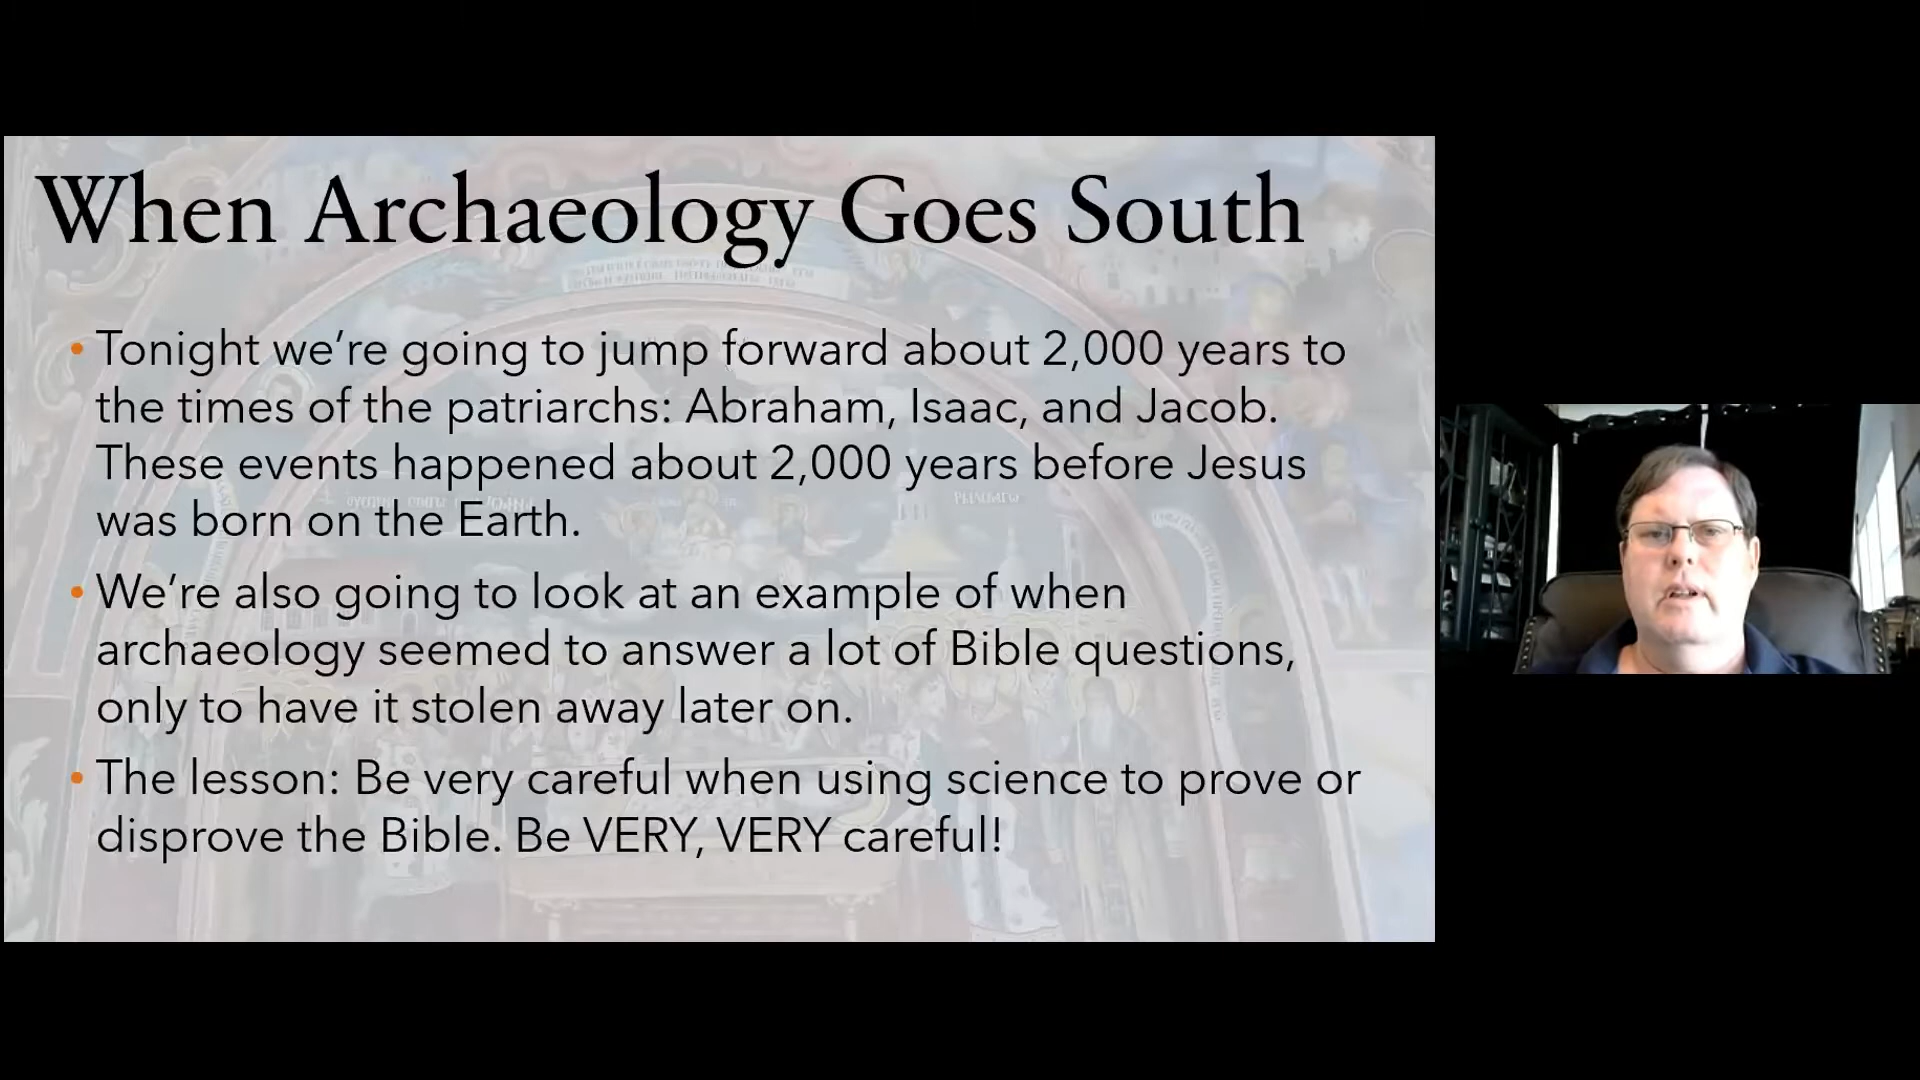 When Archaeology Goes South
• Tonight we’re going to jump forward about 2,000 years to
the times of the patriarchs: Abraham, Isaac, and Jacob.
These events happened about 2,000 years before Jesus
was born on the Earth.
• We’re also going to look at an example of when
archaeology seemed to answer a lot of Bible questions,
only to have it stolen away later on.
• The lesson: Be very careful when using science to prove or
disprove the Bible. Be VERY, VERY careful!